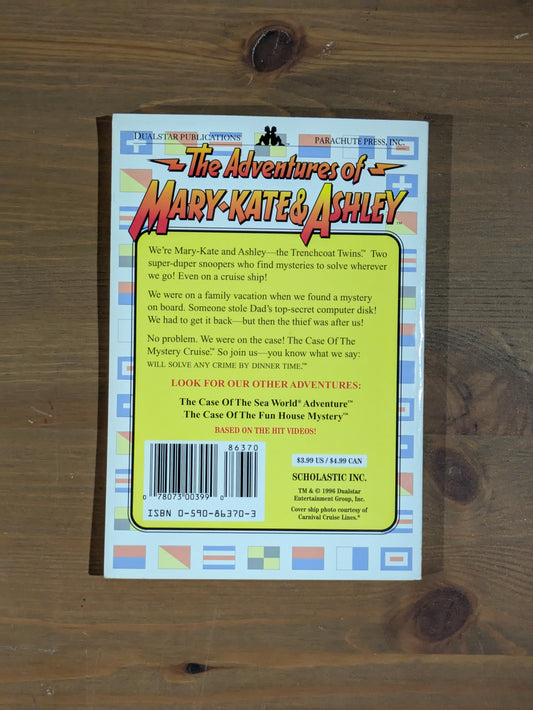 DUALSTAR PUBLICATIONS PARACHUTE PRESS, INC.
The Adventures of
MARY-KATE & ASHLEY™
We're Mary-Kate and Ashley—the Trenchcoat Twins.™ Two
super-duper snoopers who find mysteries to solve wherever
we go! Even on a cruise ship!
We were on a family vacation when we found a mystery
on board. Someone stole Dad's top-secret computer disk!
We had to get it back—but then the thief was after us!
No problem. We were on the case! The Case Of The
Mystery Cruise.™ So join us—you know what we say:
WILL SOLVE ANY CRIME BY DINNER TIME.™
LOOK FOR OUR OTHER ADVENTURES:
The Case Of The Sea World® Adventure™
The Case Of The Fun House Mystery™
BASED ON THE HIT VIDEOS!
86370
0 78073 00399 0
ISBN 0-590-86370-3
$3.99 US / $4.99 CAN
SCHOLASTIC INC.
TM & © 1996 Dualstar
Entertainment Group, Inc.
Cover ship photo courtesy of
Carnival Cruise Lines.®